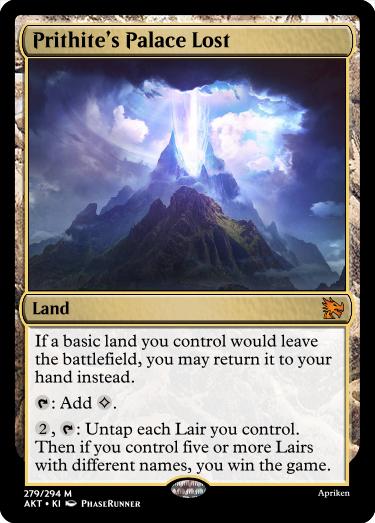 Prithite's Palace Lost
Land
If a basic land you control would leave
the battlefield, you may return it to your
hand instead.
: Add .
2, : Untap each Lair you control.
Then if you control five or more Lairs
with different names, you win the game.
279/294 M
Apriken
AKT • KI PhaseRunner